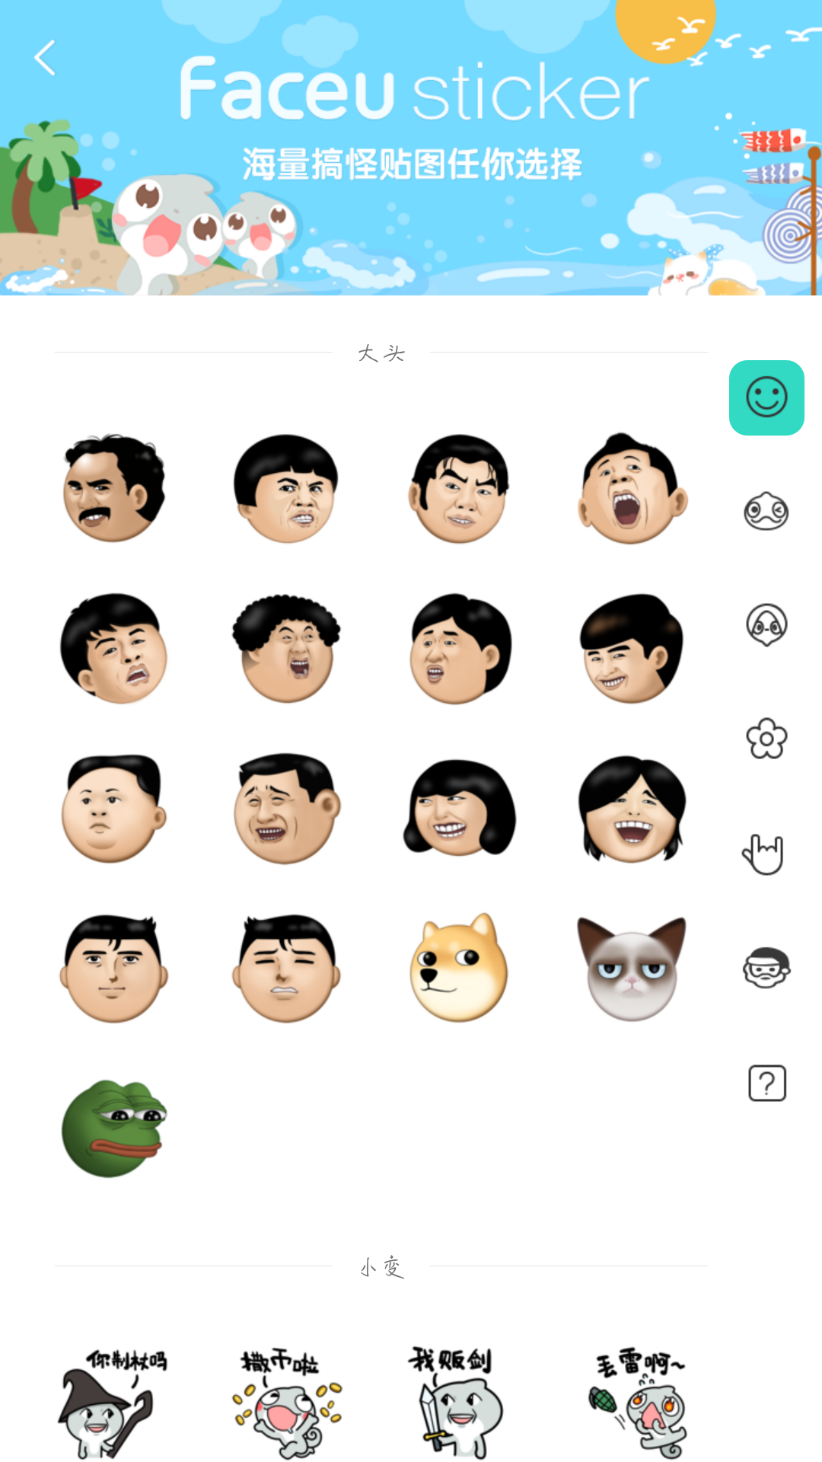 Faceu sticker
海量搞怪贴图任你选择
大头
小变
你制杖吗
撒币啦
我贩剑
丢雷啊~
?